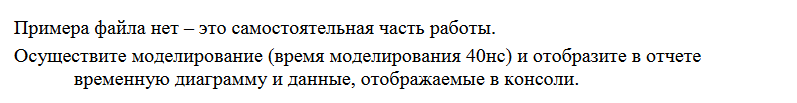 Примера файла нет – это самостоятельная часть работы.
Осуществите моделирование (время моделирования 40нс) и отобразите в отчете
временную диаграмму и данные, отображаемые в консоли.